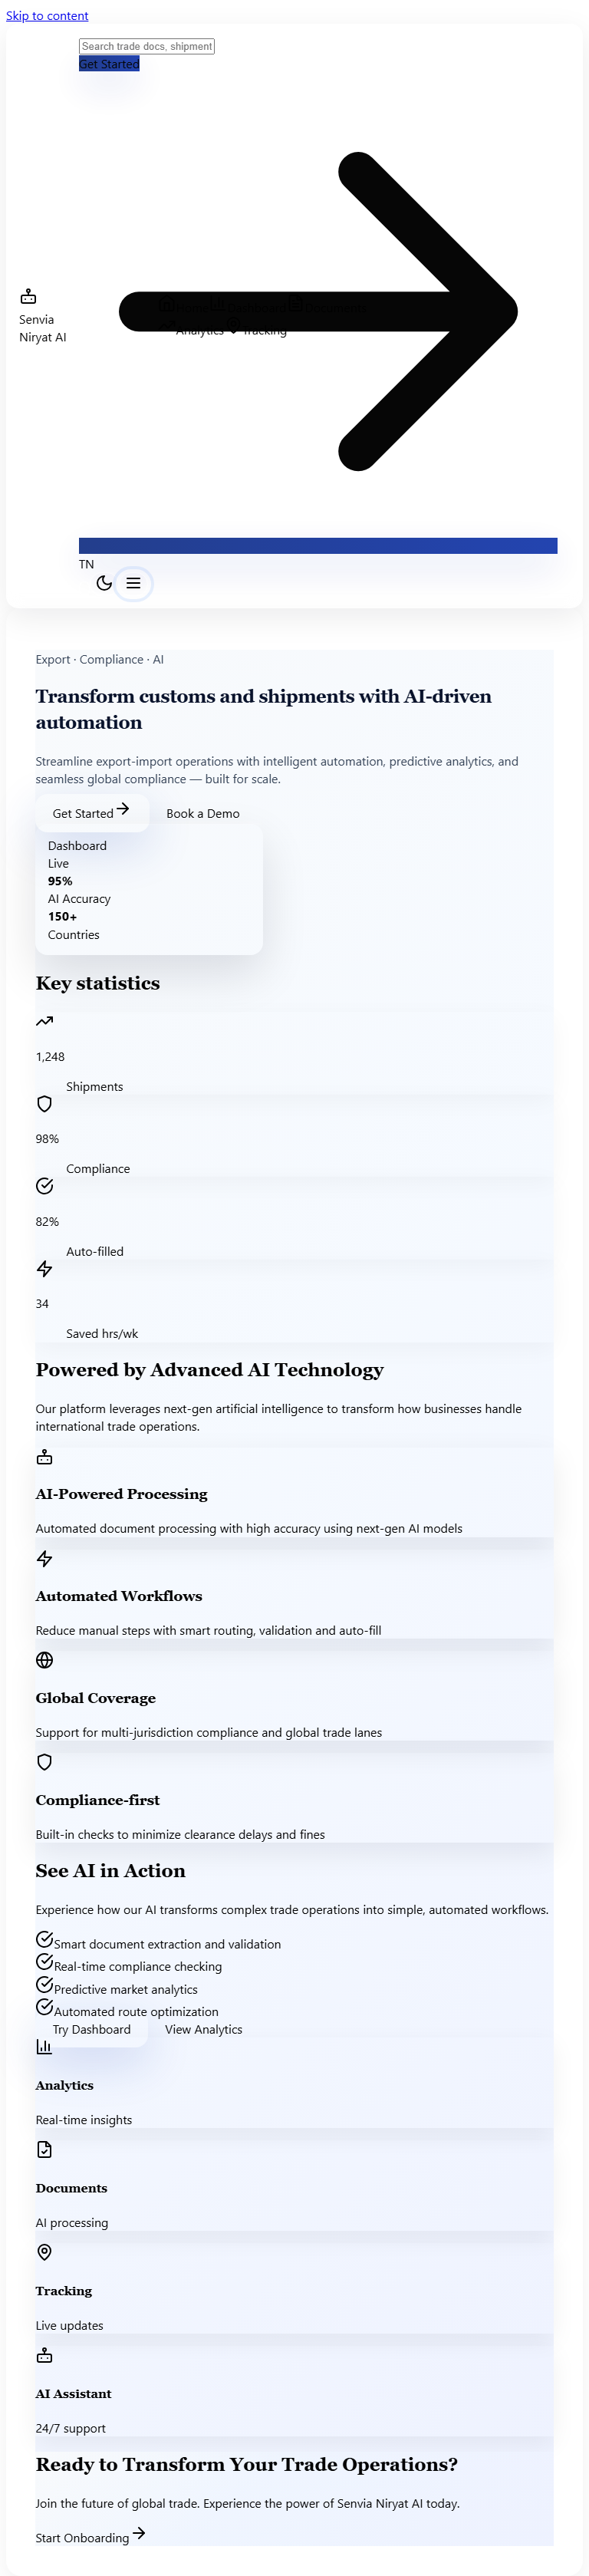 Skip to content
Search trade docs, shipment
Get Started
Senvia
Niryat AI
Home Dashboard Documents
Analytics Tracking
TN
Export · Compliance · AI
Transform customs and shipments with AI-driven
automation
Streamline export-import operations with intelligent automation, predictive analytics, and
seamless global compliance — built for scale.
Get Started Book a Demo
Dashboard
Live
95%
AI Accuracy
150+
Countries
Key statistics
1,248
Shipments
98%
Compliance
82%
Auto-filled
34
Saved hrs/wk
Powered by Advanced AI Technology
Our platform leverages next-gen artificial intelligence to transform how businesses handle
international trade operations.
AI-Powered Processing
Automated document processing with high accuracy using next-gen AI models
Automated Workflows
Reduce manual steps with smart routing, validation and auto-fill
Global Coverage
Support for multi-jurisdiction compliance and global trade lanes
Compliance-first
Built-in checks to minimize clearance delays and fines
See AI in Action
Experience how our AI transforms complex trade operations into simple, automated workflows.
Smart document extraction and validation
Real-time compliance checking
Predictive market analytics
Automated route optimization
Try Dashboard View Analytics
Analytics
Real-time insights
Documents
AI processing
Tracking
Live updates
AI Assistant
24/7 support
Ready to Transform Your Trade Operations?
Join the future of global trade. Experience the power of Senvia Niryat AI today.
Start Onboarding